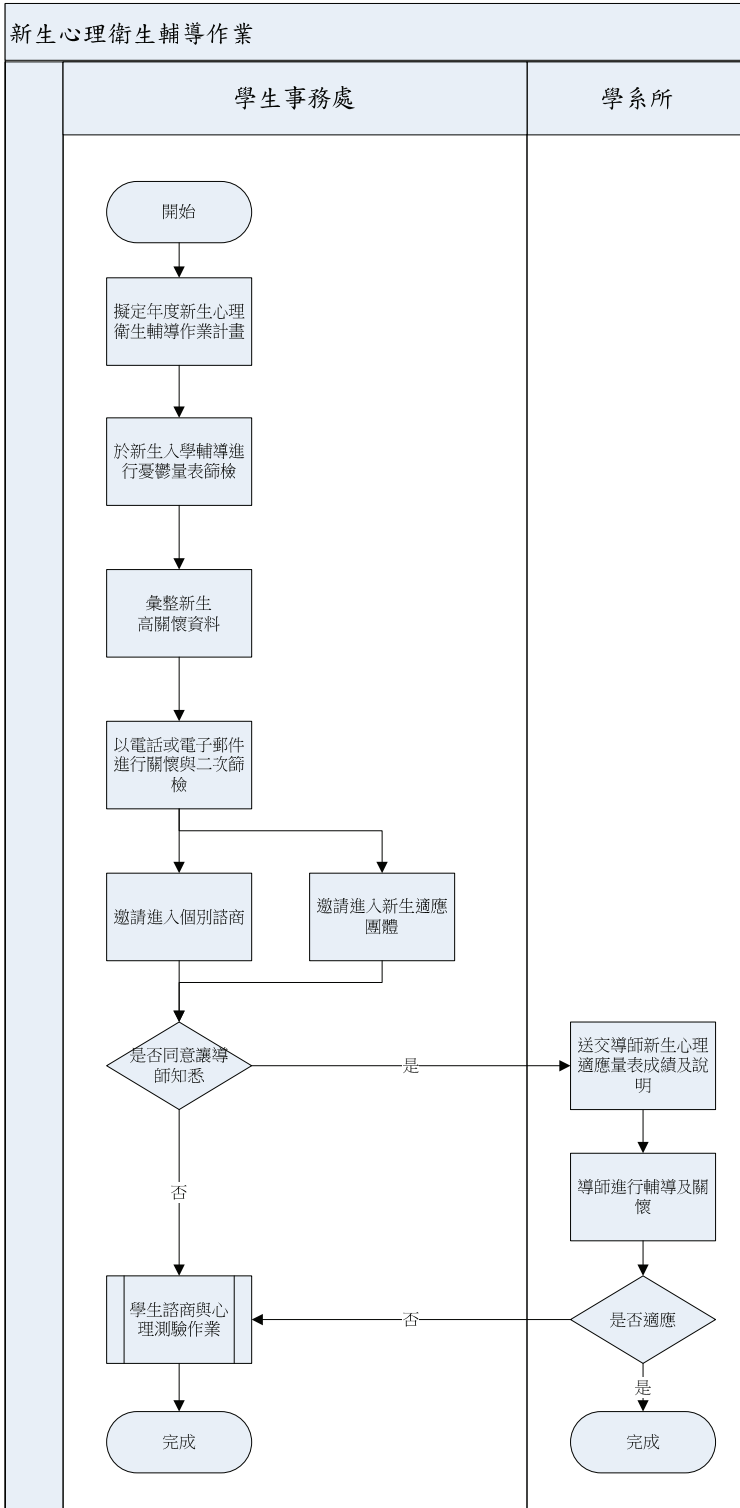 新生心理衛生輔導作業
學生事務處
學系所
開始
擬定年度新生心理
衛生輔導作業計畫
於新生入學輔導進
行憂鬱量表篩檢
彙整新生
高關懷資料
以電話或電子郵件
進行關懷與二次篩
檢
邀請進入個別諮商
邀請進入新生適應
團體
是否同意讓導
師知悉
是
送交導師新生心理
適應量表成績及說
明
導師進行輔導及關
懷
否
學生諮商與心
理測驗作業
否
是否適應
是
完成
完成